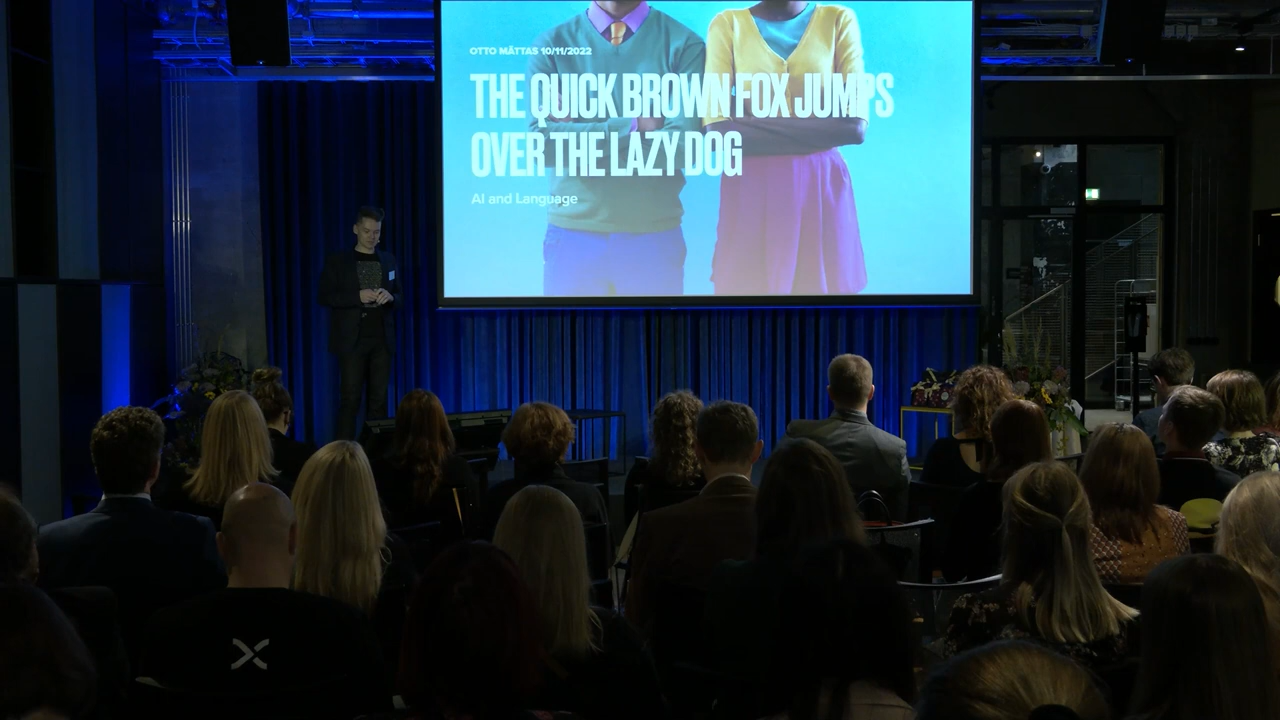 OTTO MÄTTAS 10/11/2022
THE QUICK BROWN FOX JUMPS
OVER THE LAZY DOG
AI and Language